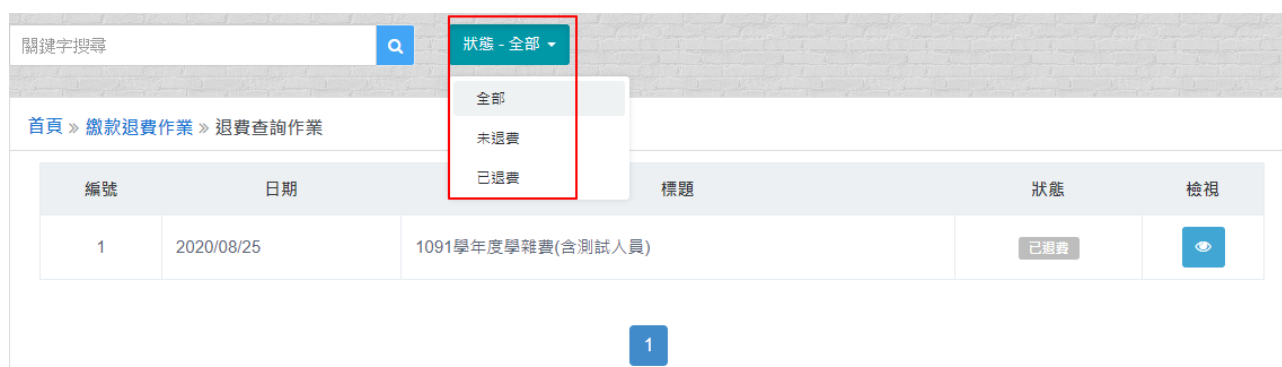 關鍵字搜尋
狀態 - 全部
全部
未退費
已退費
首頁 » 繳款退費作業 » 退費查詢作業
編號 日期 標題 狀態 檢視
1 2020/08/25 1091學年度學雜費(含測試人員) 已退費
1